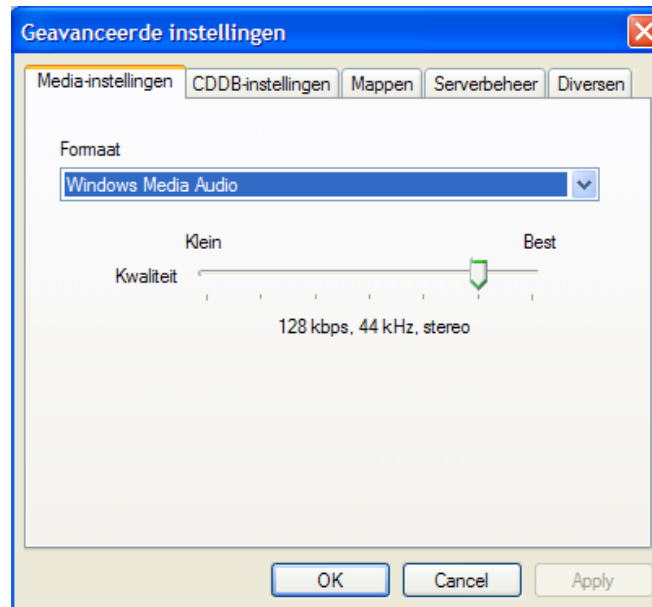 Geavanceerde instellingen
Media-instellingen CDDB-instellingen Mappen Serverbeheer Diversen
Formaat
Windows Media Audio
Klein Best
Kwaliteit
128 kbps, 44 kHz, stereo
OK Cancel Apply